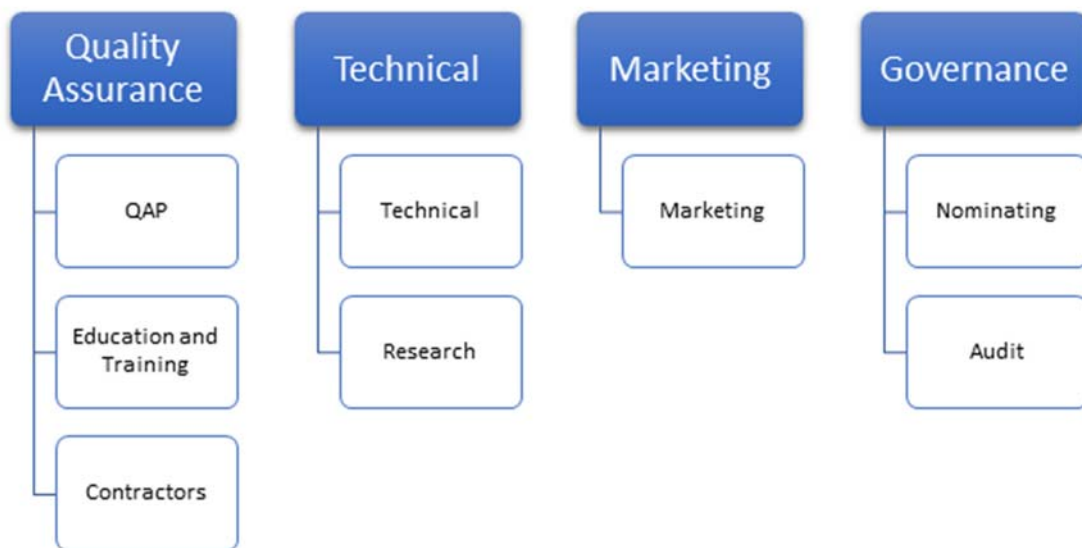 Quality
Assurance
QAP
Education and
Training
Contractors
Technical
Technical
Research
Marketing
Marketing
Governance
Nominating
Audit